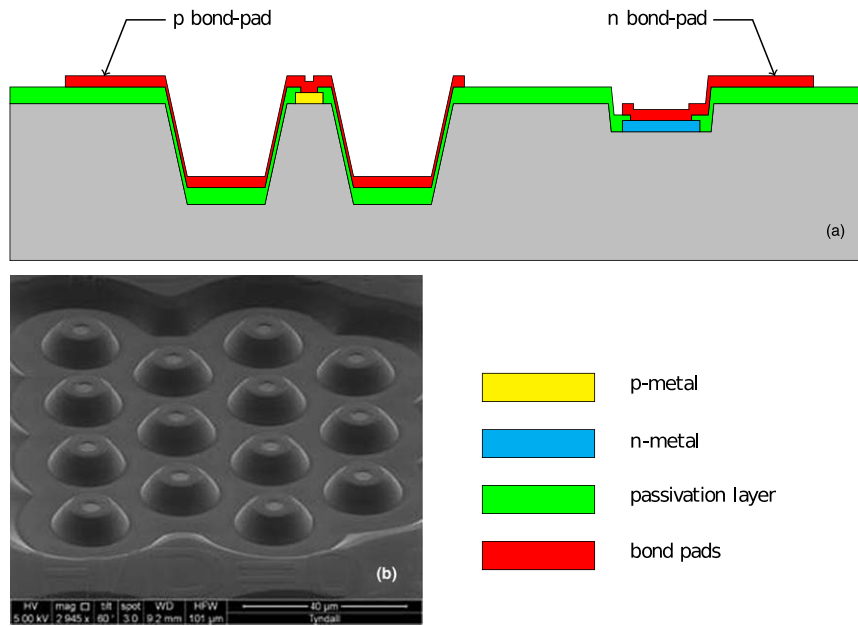 p bond-pad
n bond-pad
(a)
(b)
HV mag tilt spot WD HFW 40 μm
5.00 kV 2 945 x 60 ° 3.0 9.2 mm 101 μm Tyndall
p-metal
n-metal
passivation layer
bond pads